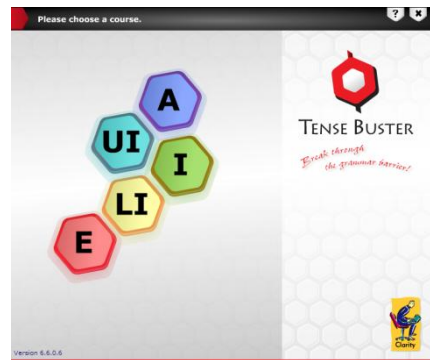 Please choose a course.
? x
A
UI
I
LI
E
TENSE BUSTER
Break through
the grammar barrier!
Clarity
Version 6.6.0.6